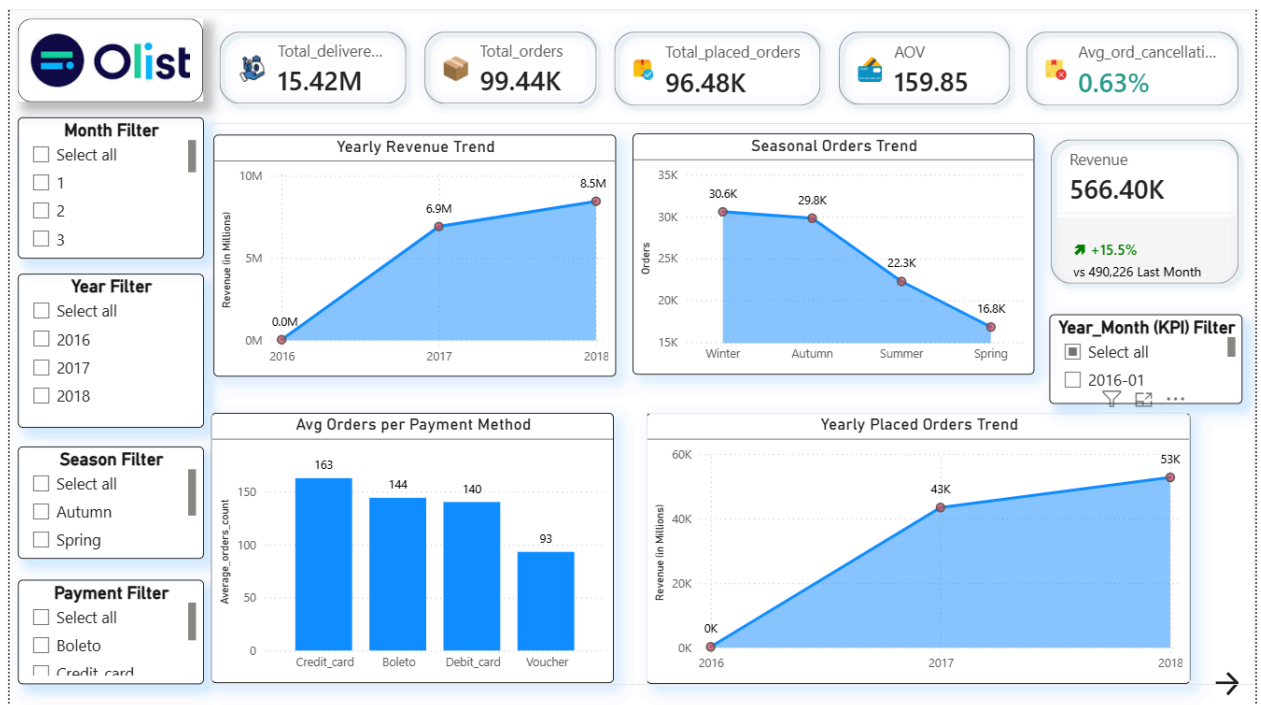 Olist
Total_delivere...
15.42M
Total_orders
99.44K
Total_placed_orders
96.48K
AOV
159.85
Avg_ord_cancellati...
0.63%
Month Filter
Select all
1
2
3
Year Filter
Select all
2016
2017
2018
Season Filter
Select all
Autumn
Spring
Payment Filter
Select all
Boleto
Credit_card
Yearly Revenue Trend
Revenue (in Millions)
10M
5M
0M
0.0M
6.9M
8.5M
2016
2017
2018
Seasonal Orders Trend
Orders
35K
30K
25K
20K
15K
30.6K
29.8K
22.3K
16.8K
Winter
Autumn
Summer
Spring
Revenue
566.40K
+15.5%
vs 490,226 Last Month
Year_Month (KPI) Filter
Select all
2016-01
Avg Orders per Payment Method
Average_orders_count
150
100
50
0
163
144
140
93
Credit_card
Boleto
Debit_card
Voucher
Yearly Placed Orders Trend
Revenue (in Millions)
60K
40K
20K
0K
0K
43K
53K
2016
2017
2018